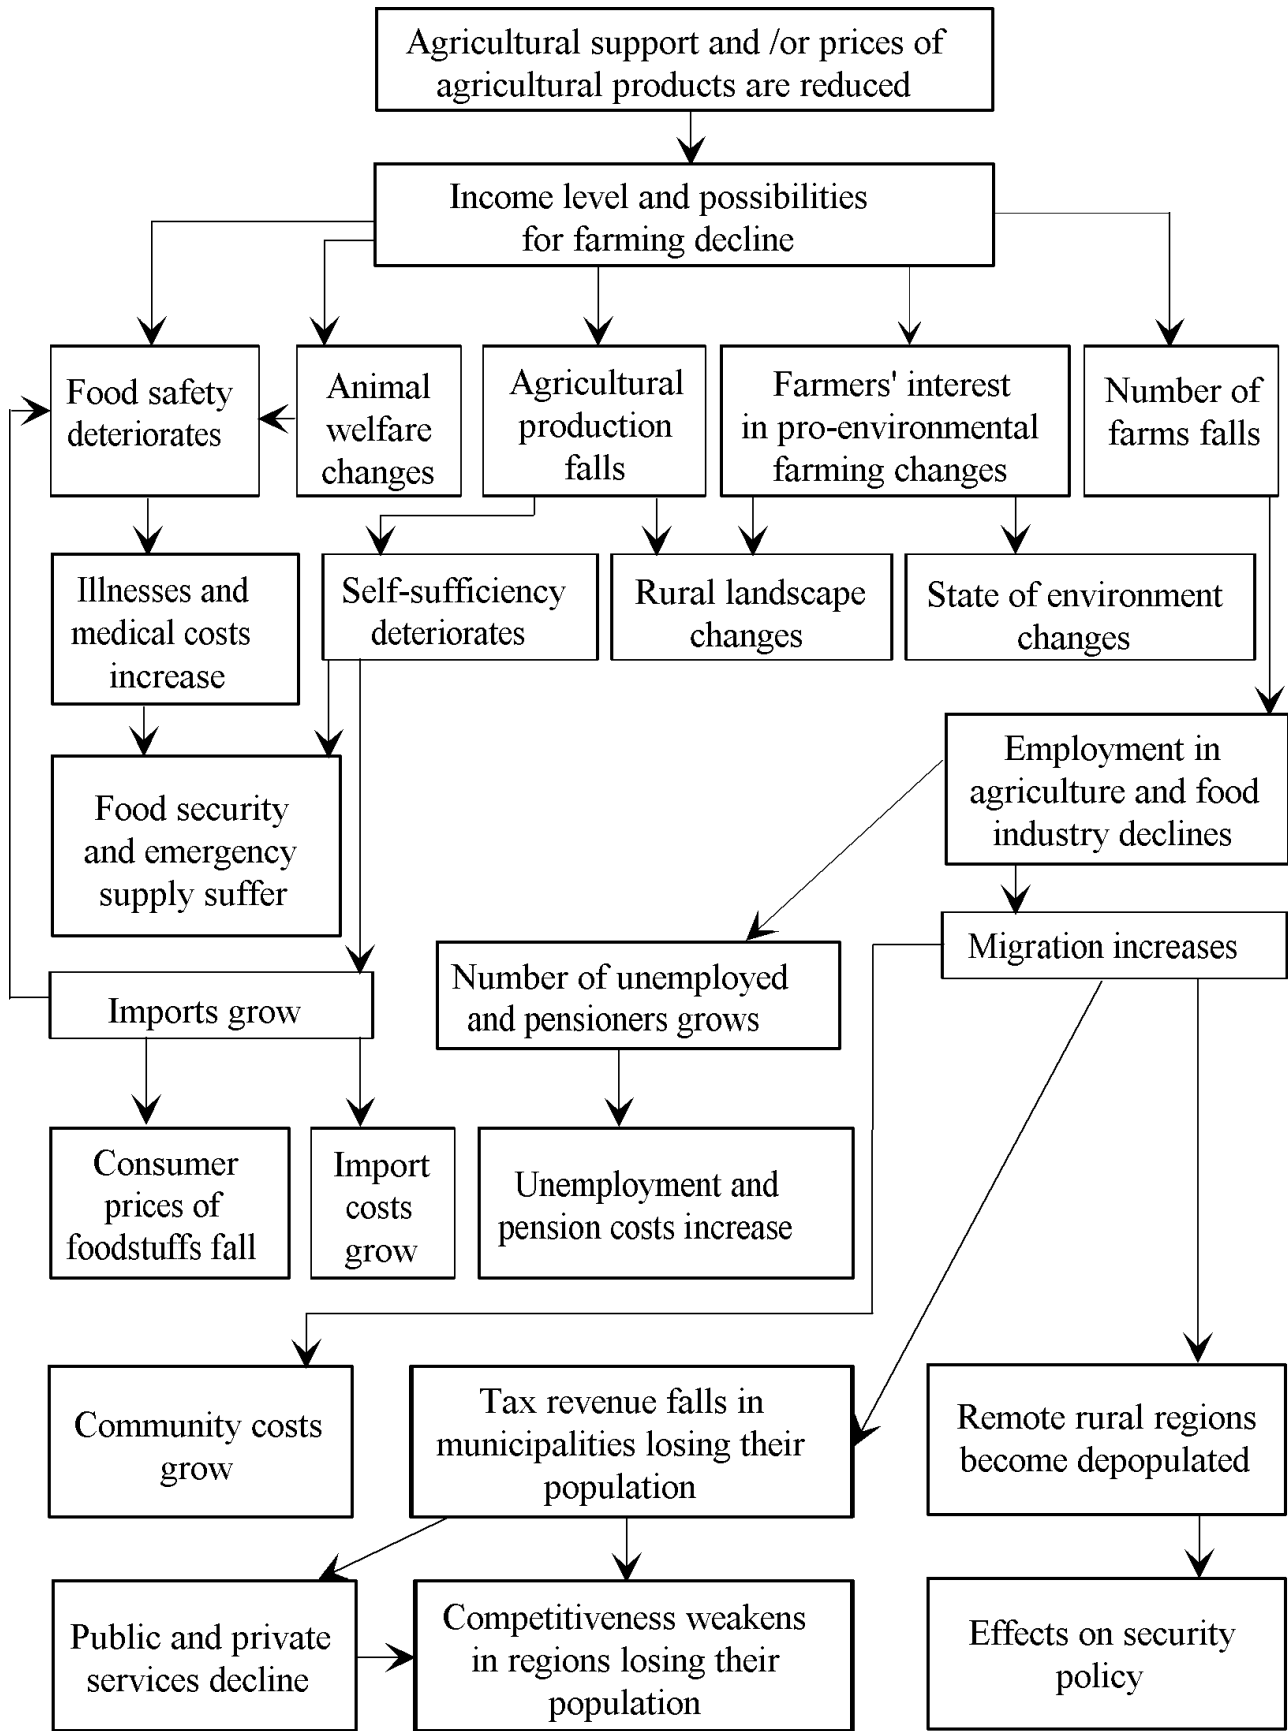 Agricultural support and /or prices of
agricultural products are reduced
Income level and possibilities
for farming decline
Food safety
deteriorates
Animal
welfare
changes
Agricultural
production
falls
Farmers' interest
in pro-environmental
farming changes
Number of
farms falls
Illnesses and
medical costs
increase
Self-sufficiency
deteriorates
Rural landscape
changes
State of environment
changes
Food security
and emergency
supply suffer
Employment in
agriculture and food
industry declines
Migration increases
Imports grow
Number of unemployed
and pensioners grows
Consumer
prices of
foodstuffs fall
Import
costs
grow
Unemployment and
pension costs increase
Community costs
grow
Tax revenue falls in
municipalities losing their
population
Remote rural regions
become depopulated
Public and private
services decline
Competitiveness weakens
in regions losing their
population
Effects on security
policy